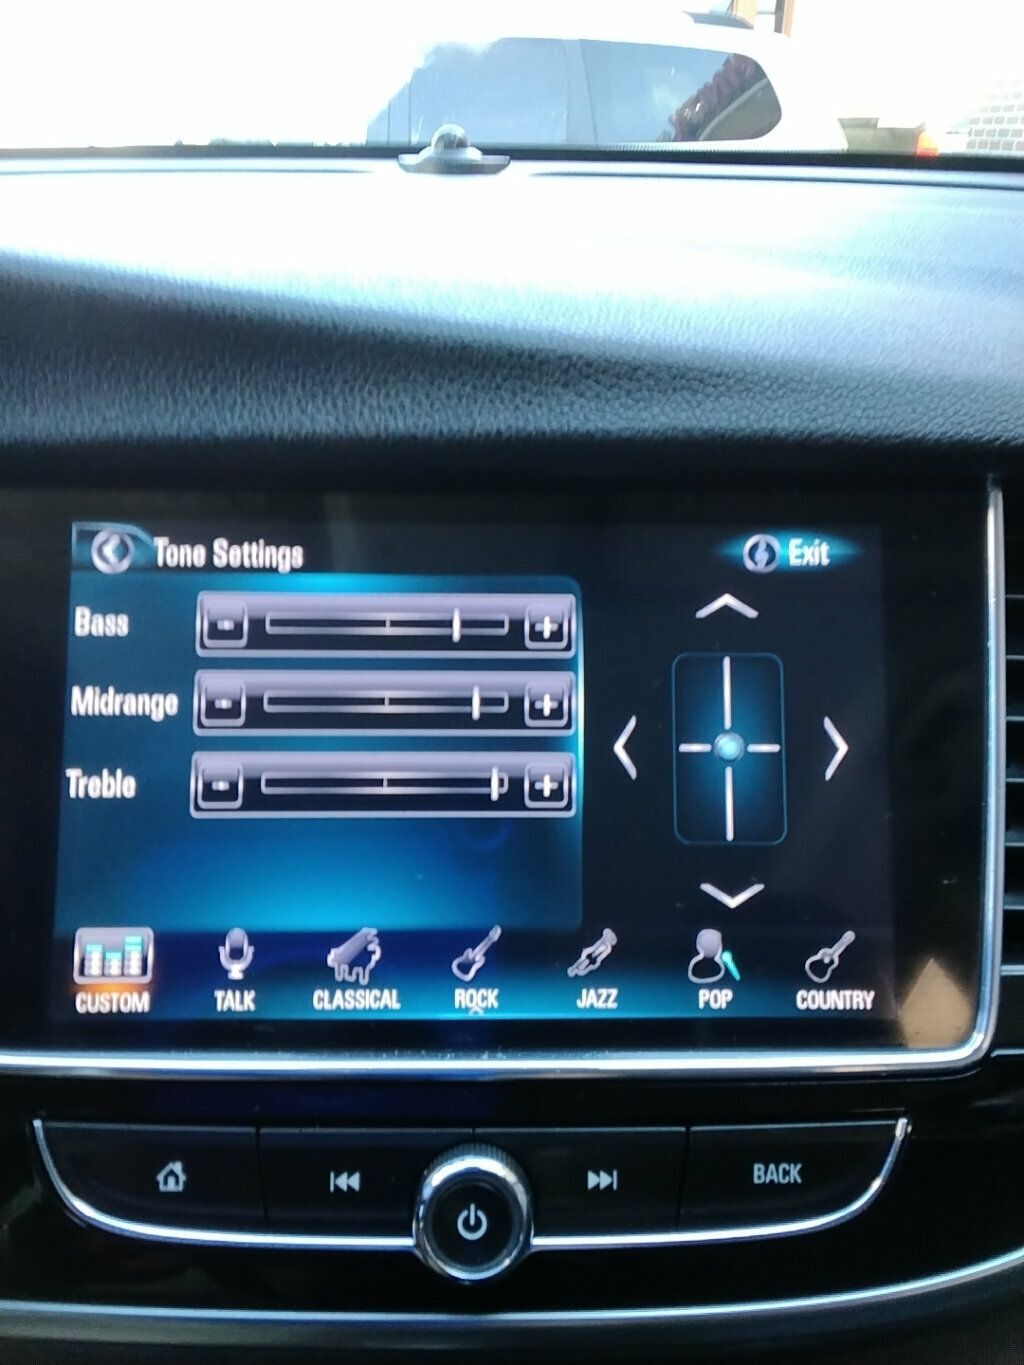 Tone Settings
Exit
Bass
Midrange
Treble
CUSTOM
TALK
CLASSICAL
ROCK
JAZZ
POP
COUNTRY
BACK